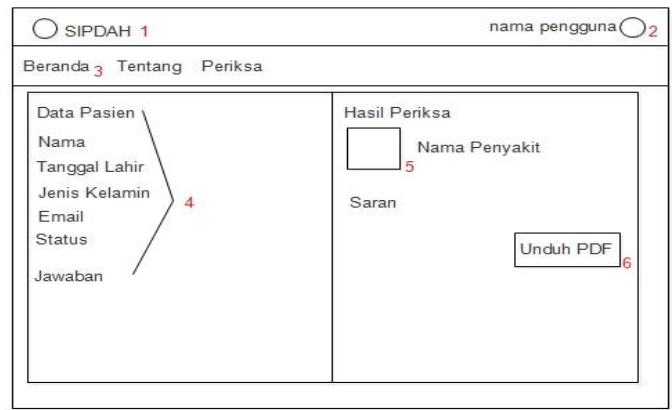 SIPDAH 1
nama pengguna 2
Beranda 3 Tentang Periksa
Data Pasien
Nama
Tanggal Lahir
Jenis Kelamin
Email
Status
Jawaban
4
Hasil Periksa
Nama Penyakit
5
Saran
Unduh PDF
6